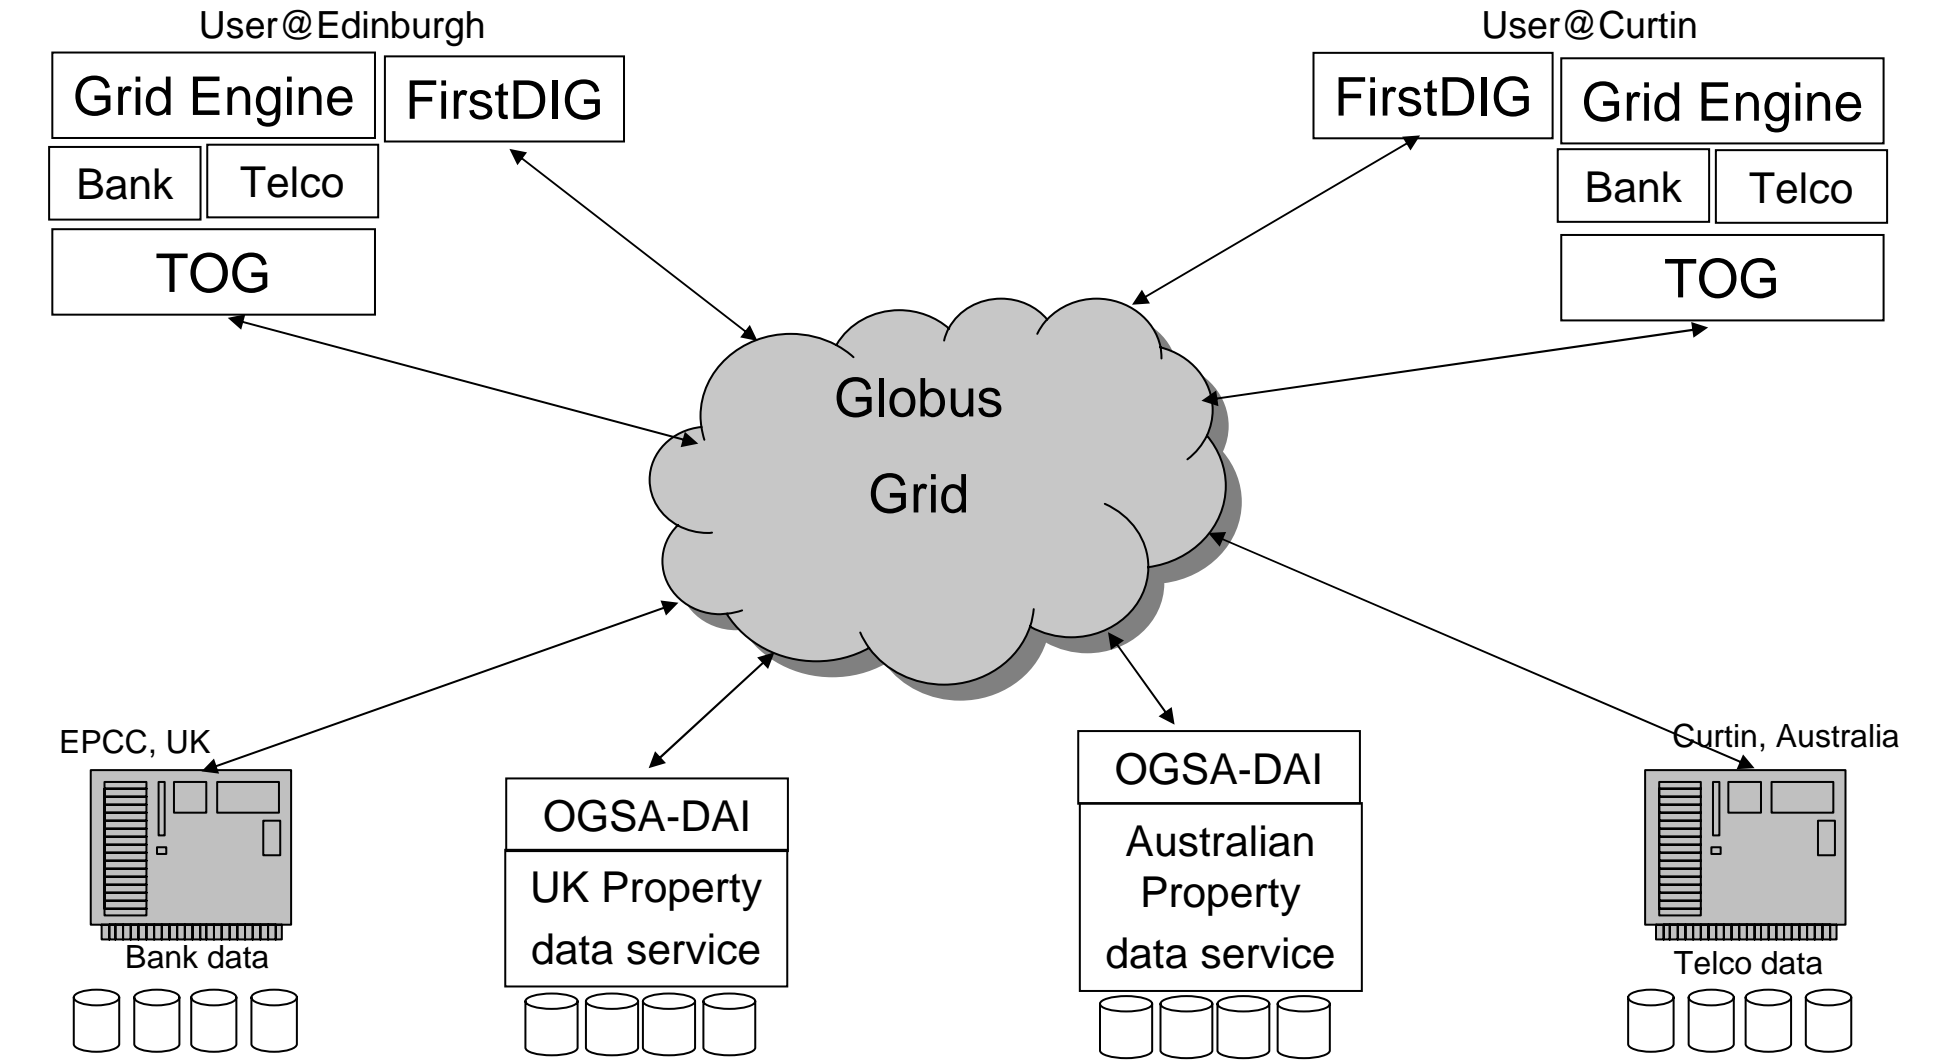 User@Edinburgh
Grid Engine
FirstDIG
Bank
Telco
TOG
User@Curtin
FirstDIG
Grid Engine
Bank
Telco
TOG
Globus
Grid
EPCC, UK
Bank data
OGSA-DAI
UK Property
data service
OGSA-DAI
Australian
Property
data service
Curtin, Australia
Telco data